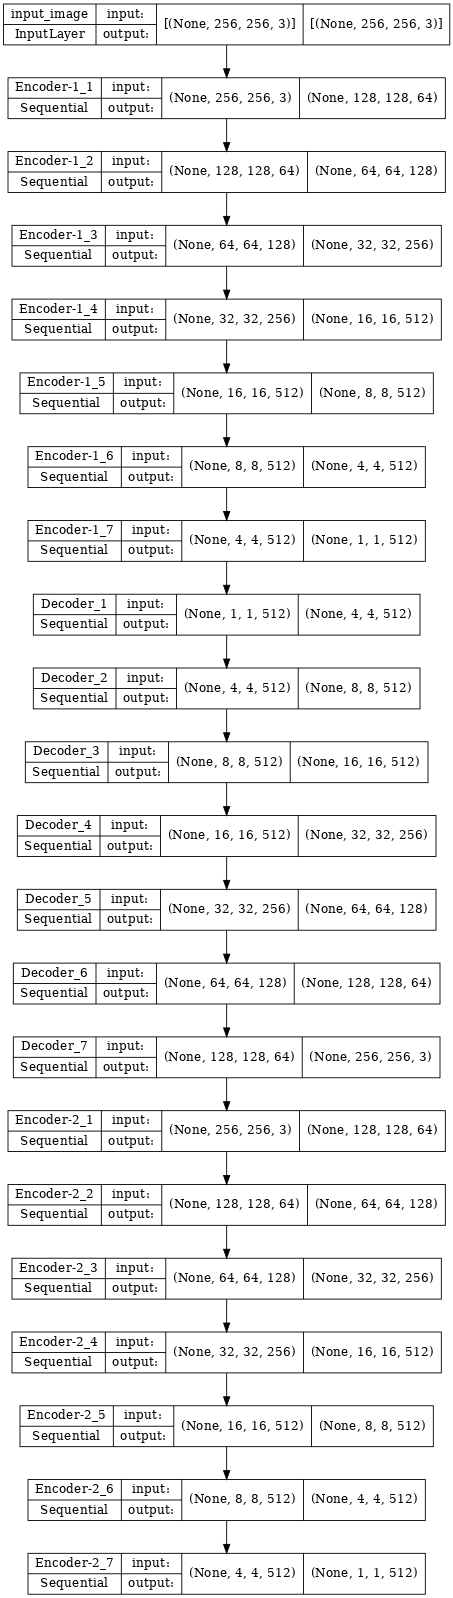 input_image input: [(None, 256, 256, 3)] [(None, 256, 256, 3)]
InputLayer output:
Encoder-1_1 input: (None, 256, 256, 3) (None, 128, 128, 64)
Sequential output:
Encoder-1_2 input: (None, 128, 128, 64) (None, 64, 64, 128)
Sequential output:
Encoder-1_3 input: (None, 64, 64, 128) (None, 32, 32, 256)
Sequential output:
Encoder-1_4 input: (None, 32, 32, 256) (None, 16, 16, 512)
Sequential output:
Encoder-1_5 input: (None, 16, 16, 512) (None, 8, 8, 512)
Sequential output:
Encoder-1_6 input: (None, 8, 8, 512) (None, 4, 4, 512)
Sequential output:
Encoder-1_7 input: (None, 4, 4, 512) (None, 1, 1, 512)
Sequential output:
Decoder_1 input: (None, 1, 1, 512) (None, 4, 4, 512)
Sequential output:
Decoder_2 input: (None, 4, 4, 512) (None, 8, 8, 512)
Sequential output:
Decoder_3 input: (None, 8, 8, 512) (None, 16, 16, 512)
Sequential output:
Decoder_4 input: (None, 16, 16, 512) (None, 32, 32, 256)
Sequential output:
Decoder_5 input: (None, 32, 32, 256) (None, 64, 64, 128)
Sequential output:
Decoder_6 input: (None, 64, 64, 128) (None, 128, 128, 64)
Sequential output:
Decoder_7 input: (None, 128, 128, 64) (None, 256, 256, 3)
Sequential output:
Encoder-2_1 input: (None, 256, 256, 3) (None, 128, 128, 64)
Sequential output:
Encoder-2_2 input: (None, 128, 128, 64) (None, 64, 64, 128)
Sequential output:
Encoder-2_3 input: (None, 64, 64, 128) (None, 32, 32, 256)
Sequential output:
Encoder-2_4 input: (None, 32, 32, 256) (None, 16, 16, 512)
Sequential output:
Encoder-2_5 input: (None, 16, 16, 512) (None, 8, 8, 512)
Sequential output:
Encoder-2_6 input: (None, 8, 8, 512) (None, 4, 4, 512)
Sequential output:
Encoder-2_7 input: (None, 4, 4, 512) (None, 1, 1, 512)
Sequential output: